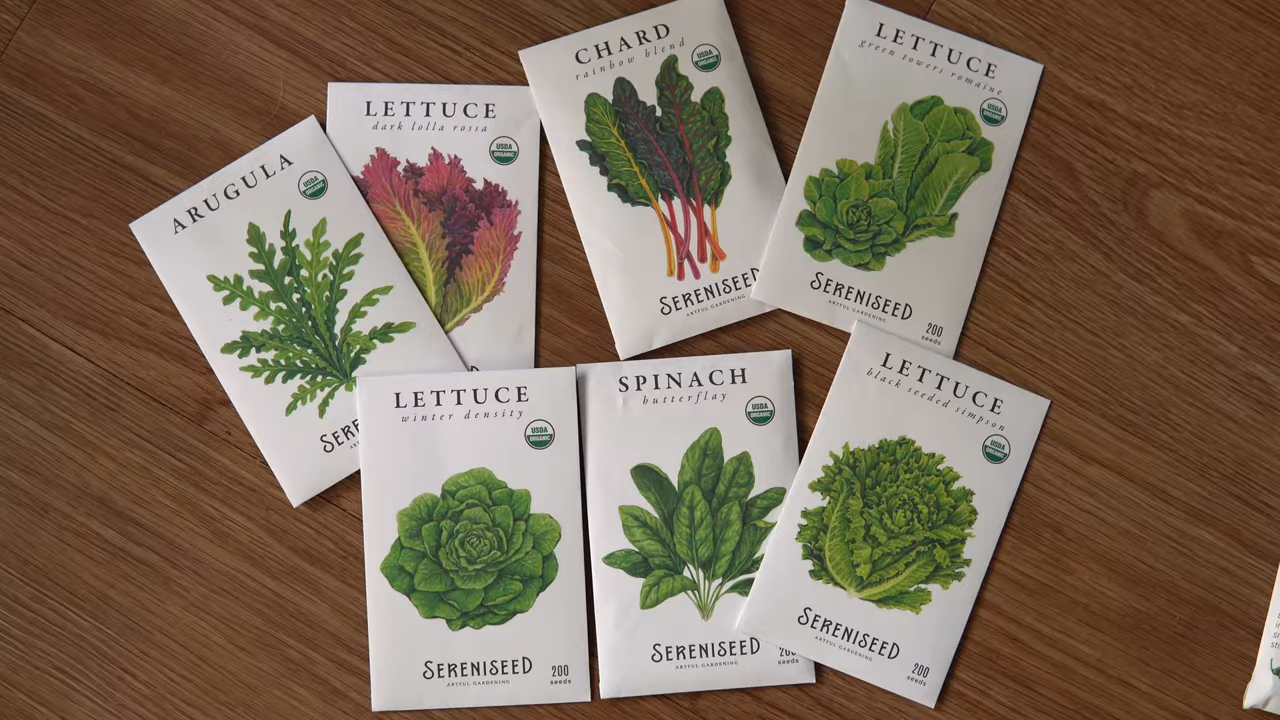 CHARD
rainbow blend
USDA
ORGANIC
SERENISEED
LETTUCE
green towers romaine
USDA
ORGANIC
SERENISEED
ARTFUL GARDENING
200
seeds
LETTUCE
dark lolla rossa
USDA
ORGANIC
ARUGULA
USDA
ORGANIC
SERE
LETTUCE
winter density
USDA
ORGANIC
SERENISEED
ARTFUL GARDENING
200
seeds
SPINACH
butterflay
USDA
ORGANIC
SERENISEED
ARTFUL GARDENING
200
seeds
LETTUCE
black seeded simpson
USDA
ORGANIC
SERENISEED
ARTFUL GARDENING
200
seeds